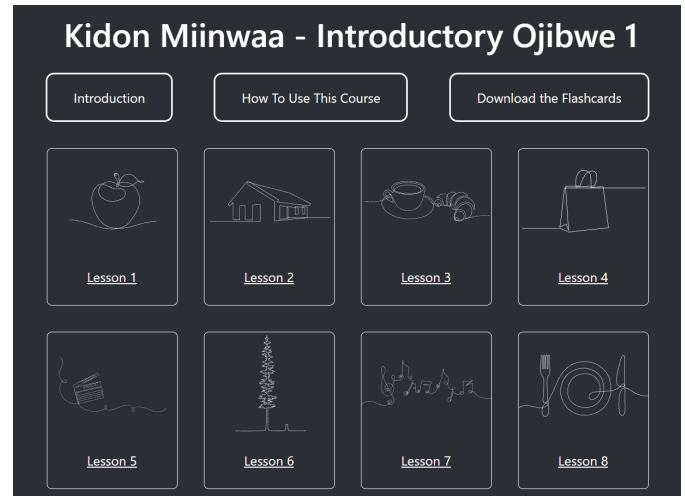 Kidon Miinwaa - Introductory Ojibwe 1
Introduction
How To Use This Course
Download the Flashcards
Lesson 1
Lesson 2
Lesson 3
Lesson 4
Lesson 5
Lesson 6
Lesson 7
Lesson 8